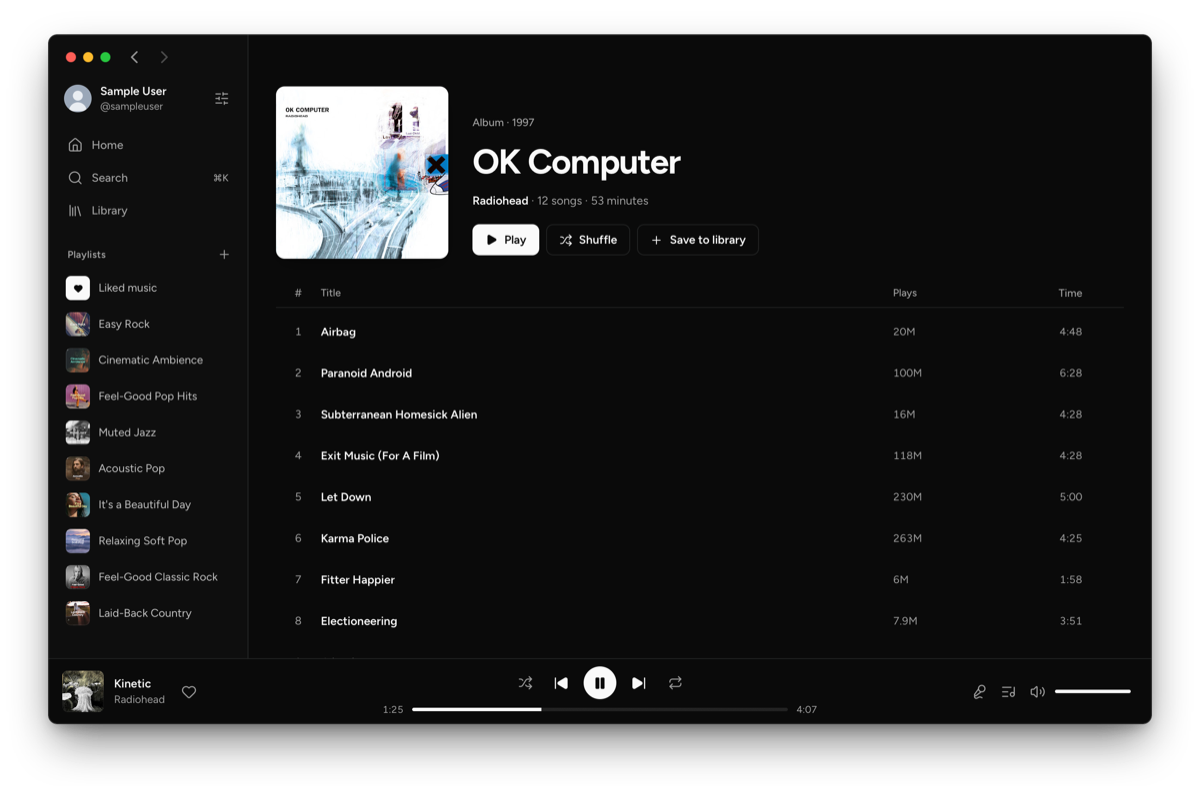 Sample User
@sampleuser
Home
Search ⌘K
Library
Playlists
Liked music
Easy Rock
Cinematic Ambience
Feel-Good Pop Hits
Muted Jazz
Acoustic Pop
It's a Beautiful Day
Relaxing Soft Pop
Feel-Good Classic Rock
Laid-Back Country
OK COMPUTER
RADIOHEAD
Album · 1997
OK Computer
Radiohead · 12 songs · 53 minutes
Play Shuffle Save to library
# Title Plays Time
1 Airbag 20M 4:48
2 Paranoid Android 100M 6:28
3 Subterranean Homesick Alien 16M 4:28
4 Exit Music (For A Film) 118M 4:28
5 Let Down 230M 5:00
6 Karma Police 263M 4:25
7 Fitter Happier 6M 1:58
8 Electioneering 7.9M 3:51
Kinetic
Radiohead
1:25 4:07